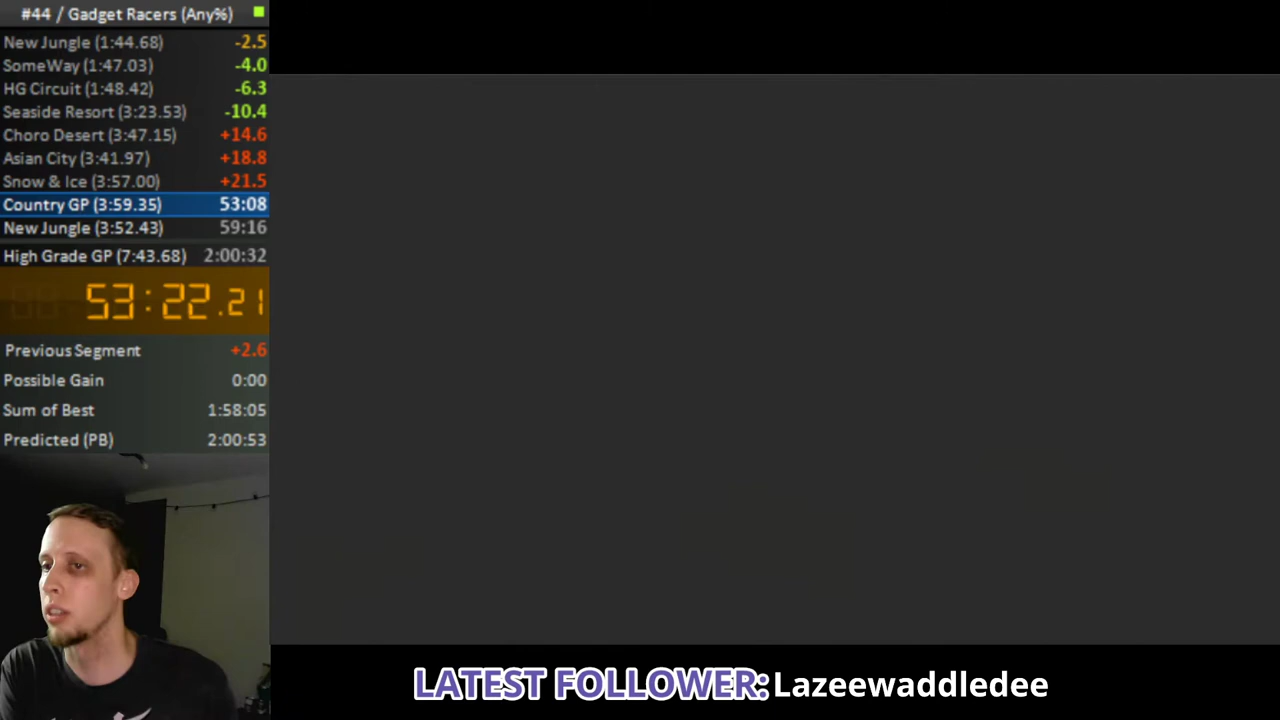 #44 / Gadget Racers (Any%)
New Jungle (1:44.68) -2.5
SomeWay (1:47.03) -4.0
HG Circuit (1:48.42) -6.3
Seaside Resort (3:23.53) -10.4
Choro Desert (3:47.15) +14.6
Asian City (3:41.97) +18.8
Snow & Ice (3:57.00) +21.5
Country GP (3:59.35) 53:08
New Jungle (3:52.43) 59:16
High Grade GP (7:43.68) 2:00:32
53:22.21
Previous Segment +2.6
Possible Gain 0:00
Sum of Best 1:58:05
Predicted (PB) 2:00:53
LATEST FOLLOWER: Lazeewaddledee